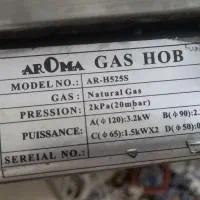 AROMA GAS HOB
MODEL NO.: AR-H525S
GAS: Natural Gas
PRESSION: 2kPa(20mbar)
PUISSANCE: A(φ120):3.2kW B(φ90):2.
C(φ65):1.5kWX2 D(φ50):
SEREIAL NO.: